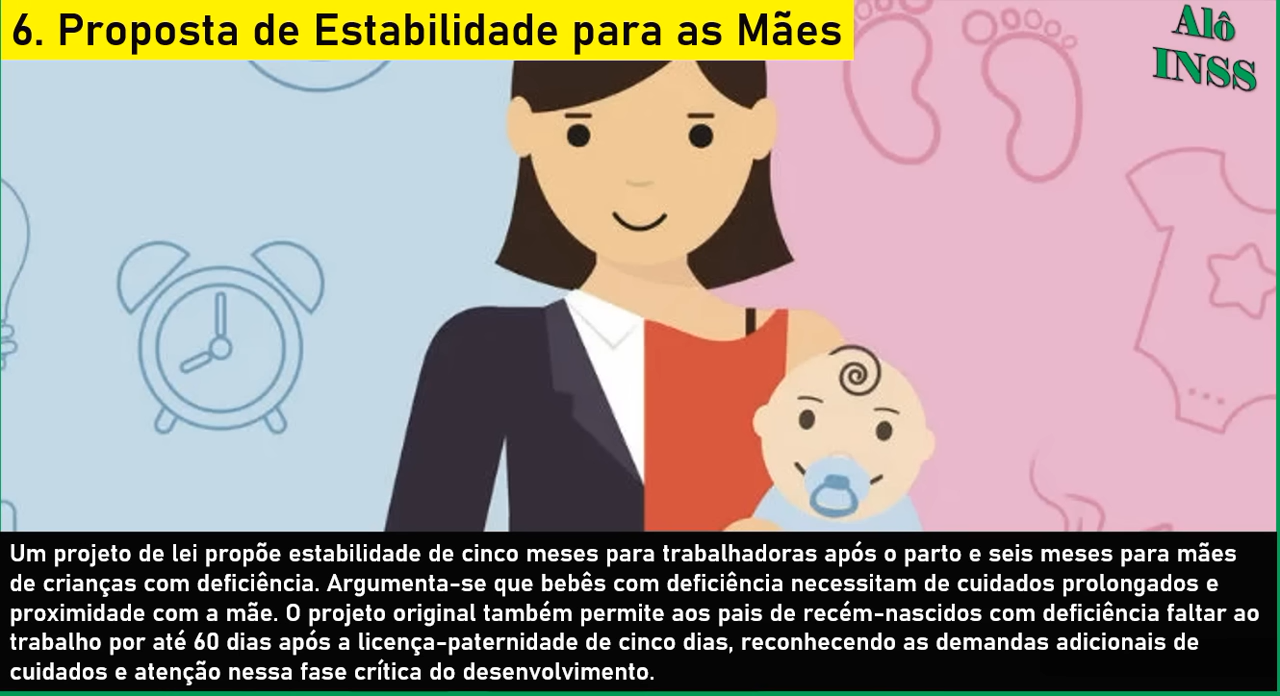 6. Proposta de Estabilidade para as Mães
Alô
INSS
Um projeto de lei propõe estabilidade de cinco meses para trabalhadoras após o parto e seis meses para mães
de crianças com deficiência. Argumenta-se que bebês com deficiência necessitam de cuidados prolongados e
proximidade com a mãe. O projeto original também permite aos pais de recém-nascidos com deficiência faltar ao
trabalho por até 60 dias após a licença-paternidade de cinco dias, reconhecendo as demandas adicionais de
cuidados e atenção nessa fase crítica do desenvolvimento.